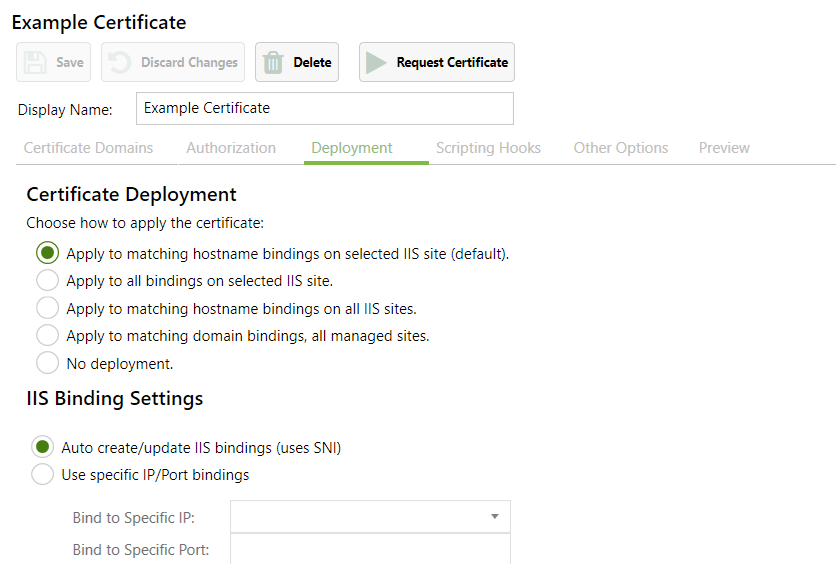 Example Certificate
Save Discard Changes Delete Request Certificate
Display Name: Example Certificate
Certificate Domains Authorization Deployment Scripting Hooks Other Options Preview
Certificate Deployment
Choose how to apply the certificate:
Apply to matching hostname bindings on selected IIS site (default).
Apply to all bindings on selected IIS site.
Apply to matching hostname bindings on all IIS sites.
Apply to matching domain bindings, all managed sites.
No deployment.
IIS Binding Settings
Auto create/update IIS bindings (uses SNI)
Use specific IP/Port bindings
Bind to Specific IP:
Bind to Specific Port: